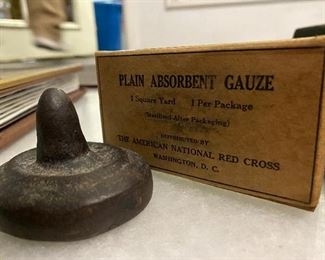 PLAIN ABSORBENT GAUZE
1 Square Yard 1 Per Package
(Sterilized After Packaging)
DISTRIBUTED BY
THE AMERICAN NATIONAL RED CROSS
WASHINGTON, D. C.